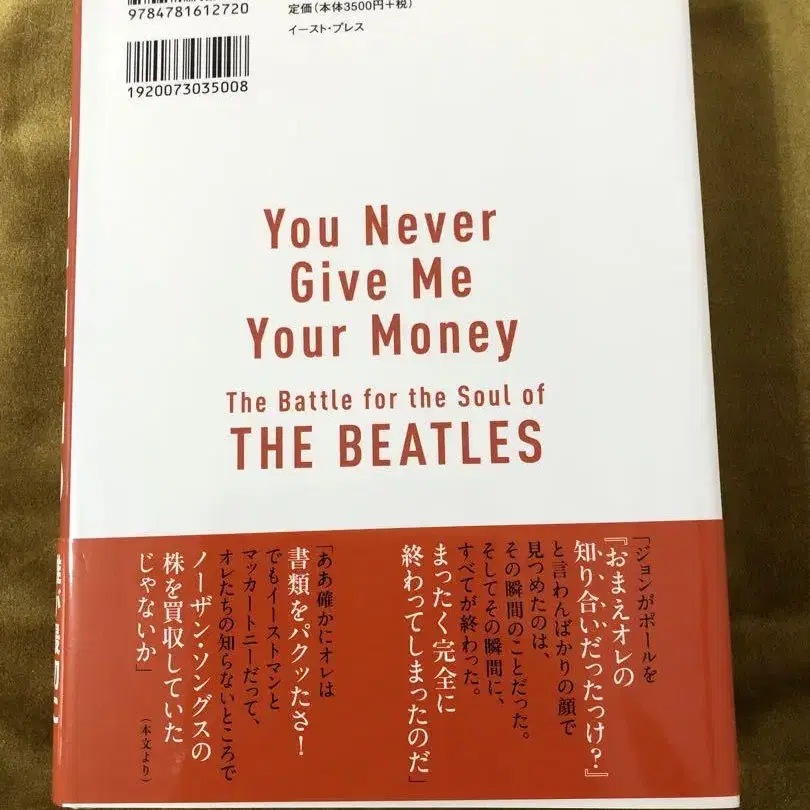 9784781612720
定価（本体3500円＋税）
イースト・プレス
1920073035008
You Never
Give Me
Your Money
The Battle for the Soul of
THE BEATLES
「ジョンがポールを
『おまえオレの
知り合いだったっけ？』
と言わんばかりの顔で
見つめたのは、
その瞬間のことだった。
そしてその瞬間に、
すべてが終わった。
まったく完全に
終わってしまったのだ」
「ああ確かにオレは
書類をパクッたさ！
でもイーストマンと
マッカートニーだって、
オレたちの知らないところで
ノーザン・ソングスの
株を買収していた
じゃないか」
（本文より）